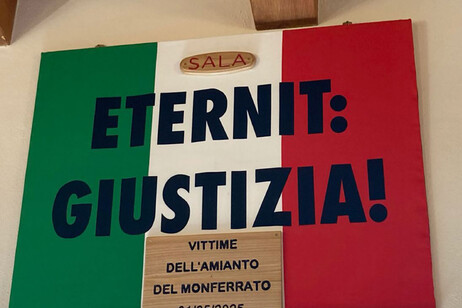 SALA
ETERNIT:
GIUSTIZIA!
VITTIME
DELL'AMIANTO
DEL MONFERRATO